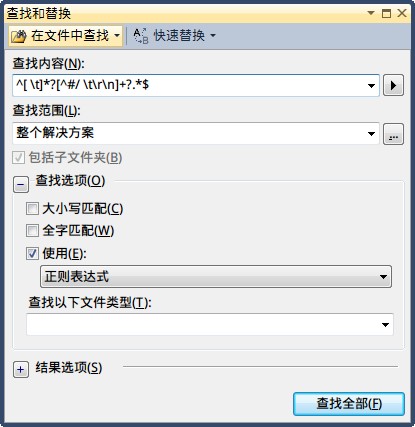 查找和替换
在文件中查找 快速替换
查找内容(N):
^[ \t]*?[^#/ \t\r\n]+?.*$
查找范围(L):
整个解决方案
...
包括子文件夹(B)
查找选项(O)
大小写匹配(C)
全字匹配(W)
使用(E):
正则表达式
查找以下文件类型(T):
结果选项(S)
查找全部(F)